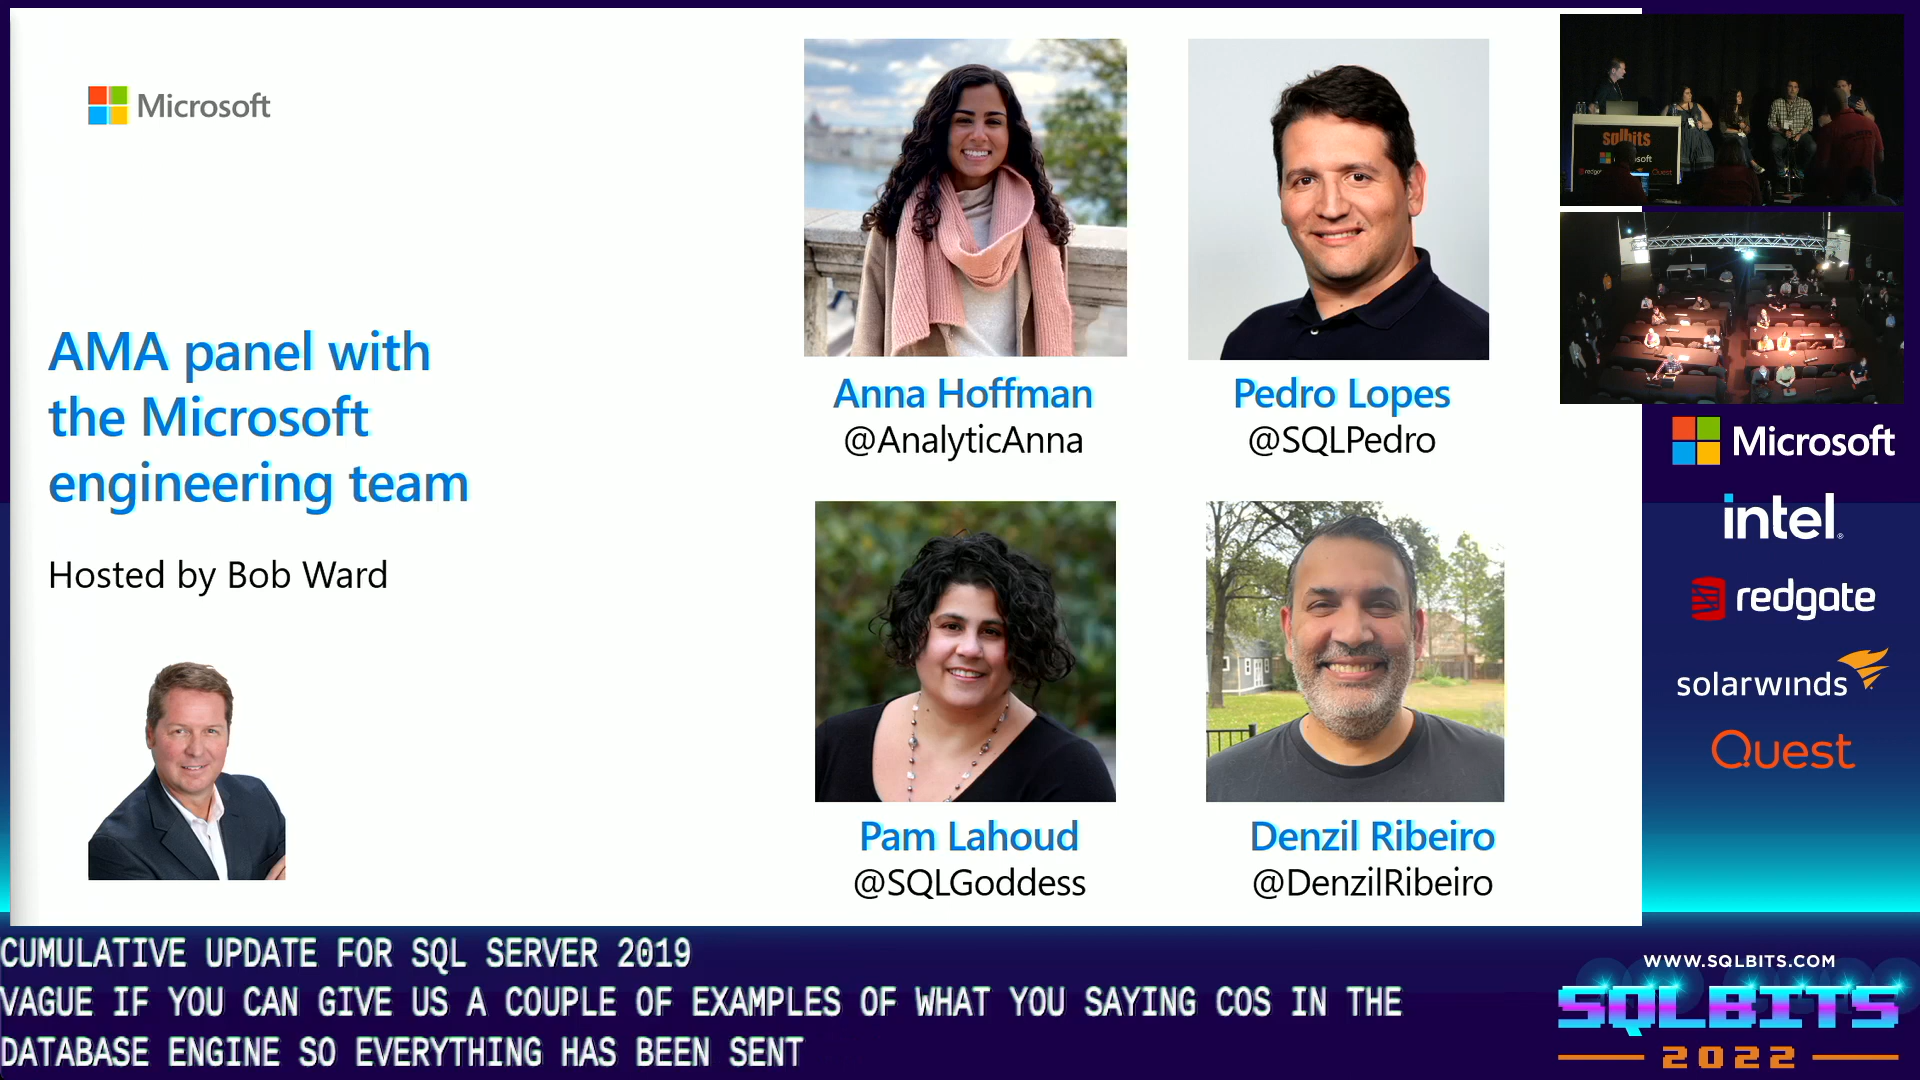 Microsoft
AMA panel with
the Microsoft
engineering team
Hosted by Bob Ward
Anna Hoffman
@AnalyticAnna
Pedro Lopes
@SQLPedro
Pam Lahoud
@SQLGoddess
Denzil Ribeiro
@DenzilRibeiro
sqlbits
redga
Quest
Microsoft
intel.
redgate
solarwinds
Quest
CUMULATIVE UPDATE FOR SQL SERVER 2019
VAGUE IF YOU CAN GIVE US A COUPLE OF EXAMPLES OF WHAT YOU SAYING COS IN THE
DATABASE ENGINE SO EVERYTHING HAS BEEN SENT
WWW.SQLBITS.COM
SQLBITS
2022